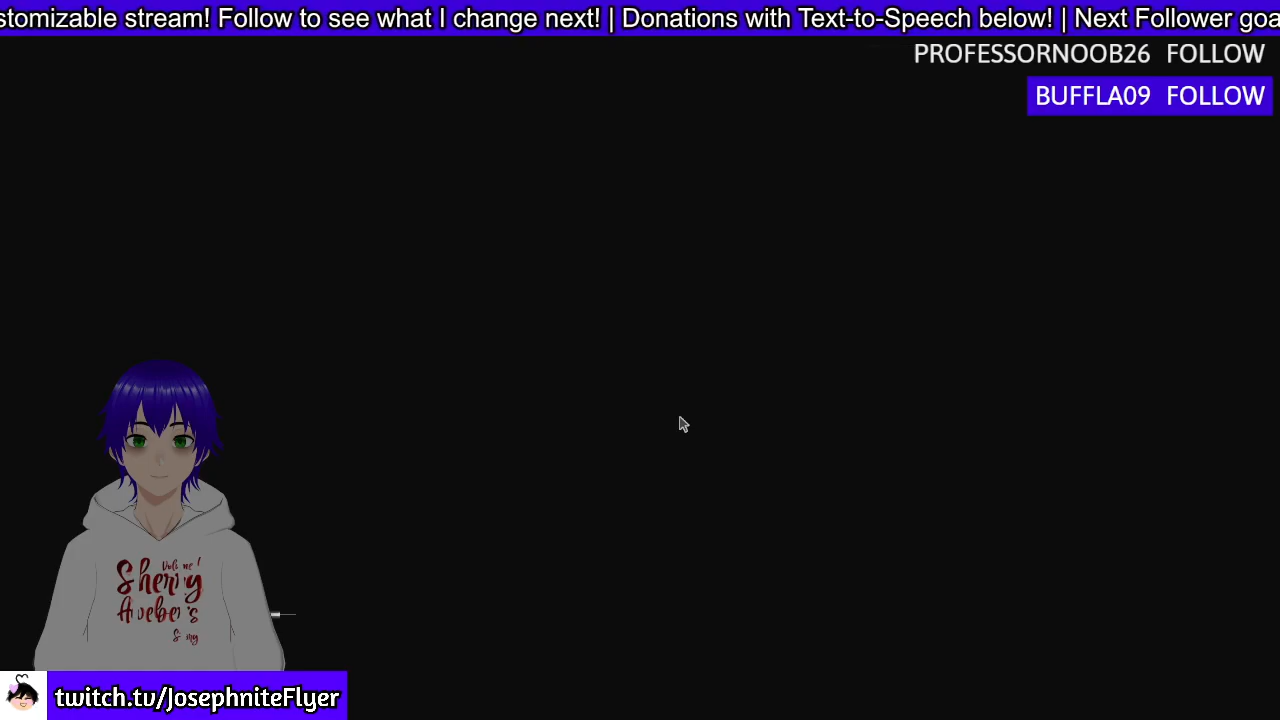 stomizable stream! Follow to see what I change next! | Donations with Text-to-Speech below! | Next Follower goa
PROFESSORNOOB26 FOLLOW
BUFFLA09 FOLLOW
Sherry
twitch.tv/JosephniteFlyer